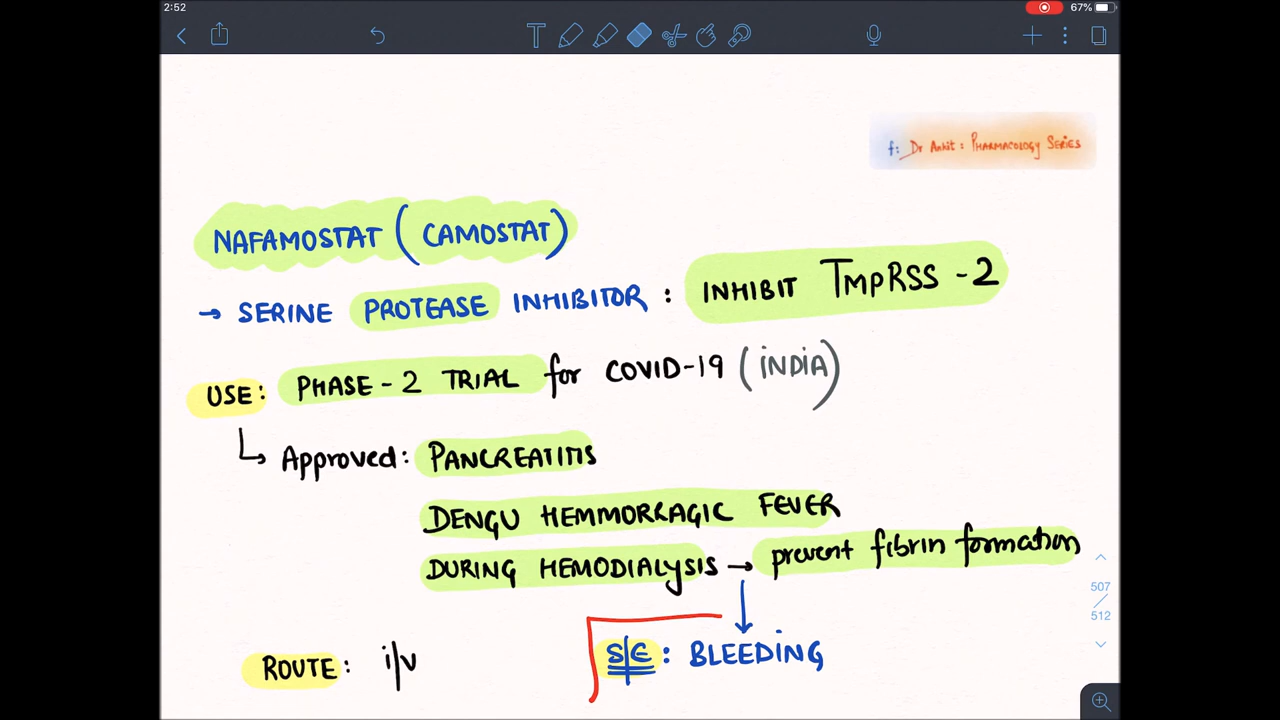 2:52
67%
f: Dr Ankit: PHARMACOLOGY SERIES
NAFAMOSTAT (CAMOSTAT)
→ SERINE PROTEASE INHIBITOR : INHIBIT TmpRSS -2
USE: PHASE-2 TRIAL for COVID-19 (INDIA)
Approved: PANCREATITIS
DENGU HEMMORRAGIC FEVER
DURING HEMODIALYSIS → prevent fibrin formation
507
/
512
S/E : BLEEDING
ROUTE: i/v